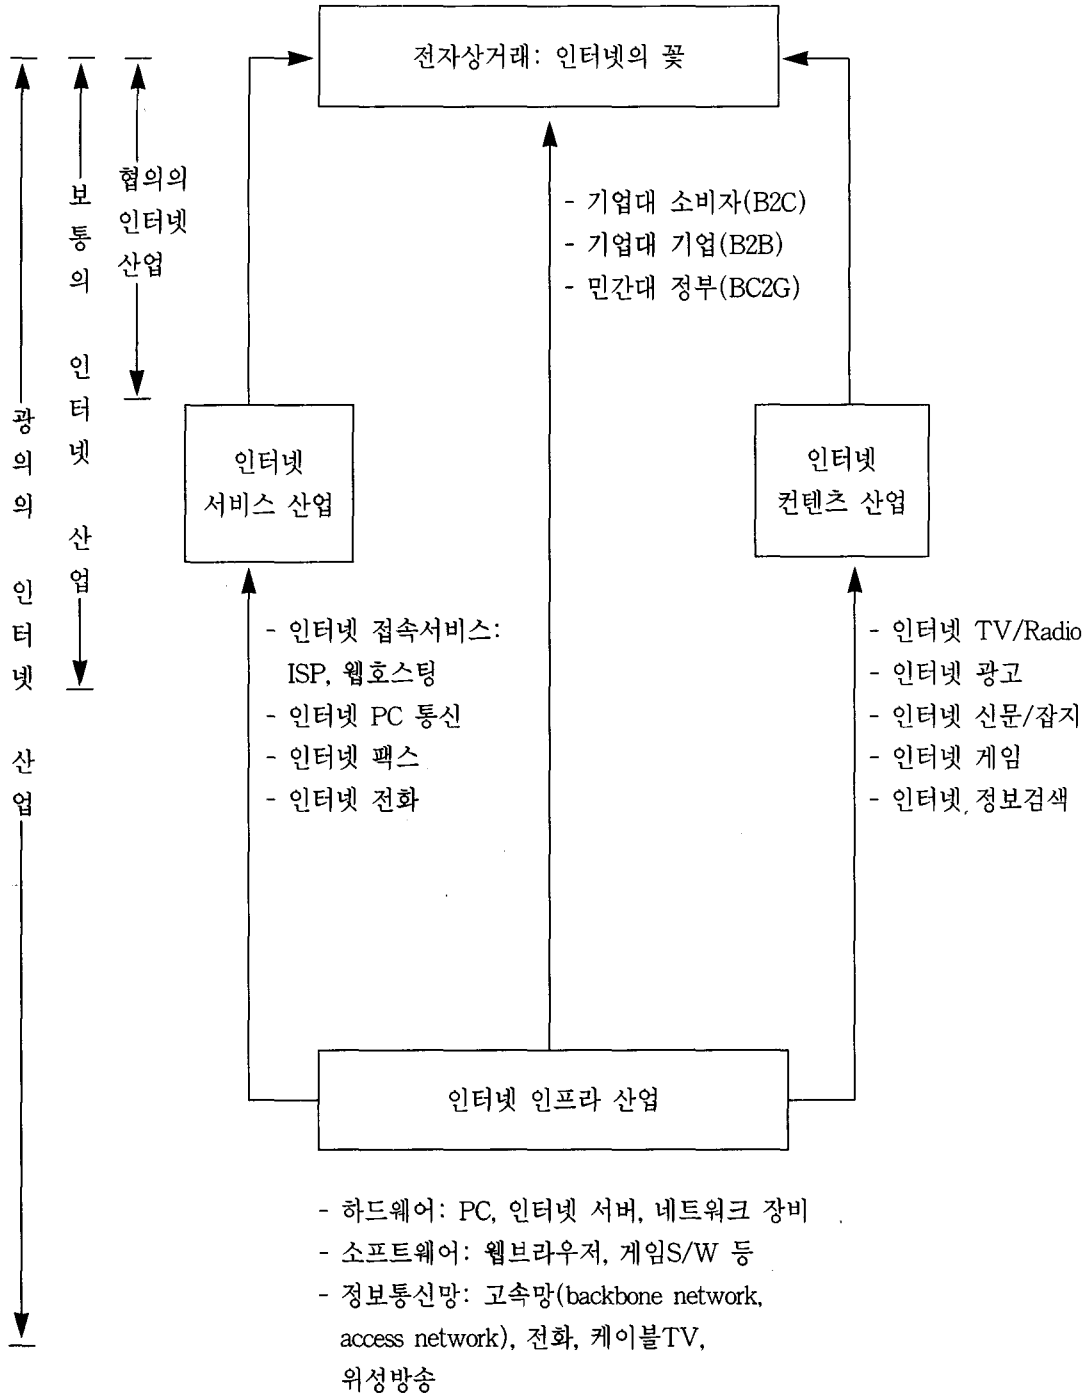 전자상거래: 인터넷의 꽃
광의의 인터넷 산업
보통의 인터넷 산업
협의의
인터넷
산업
- 기업대 소비자(B2C)
- 기업대 기업(B2B)
- 민간대 정부(BC2G)
인터넷
서비스 산업
인터넷
컨텐츠 산업
- 인터넷 접속서비스:
ISP, 웹호스팅
- 인터넷 PC 통신
- 인터넷 팩스
- 인터넷 전화
- 인터넷 TV/Radio
- 인터넷 광고
- 인터넷 신문/잡지
- 인터넷 게임
- 인터넷 정보검색
인터넷 인프라 산업
- 하드웨어: PC, 인터넷 서버, 네트워크 장비
- 소프트웨어: 웹브라우저, 게임S/W 등
- 정보통신망: 고속망(backbone network,
access network), 전화, 케이블TV,
위성방송